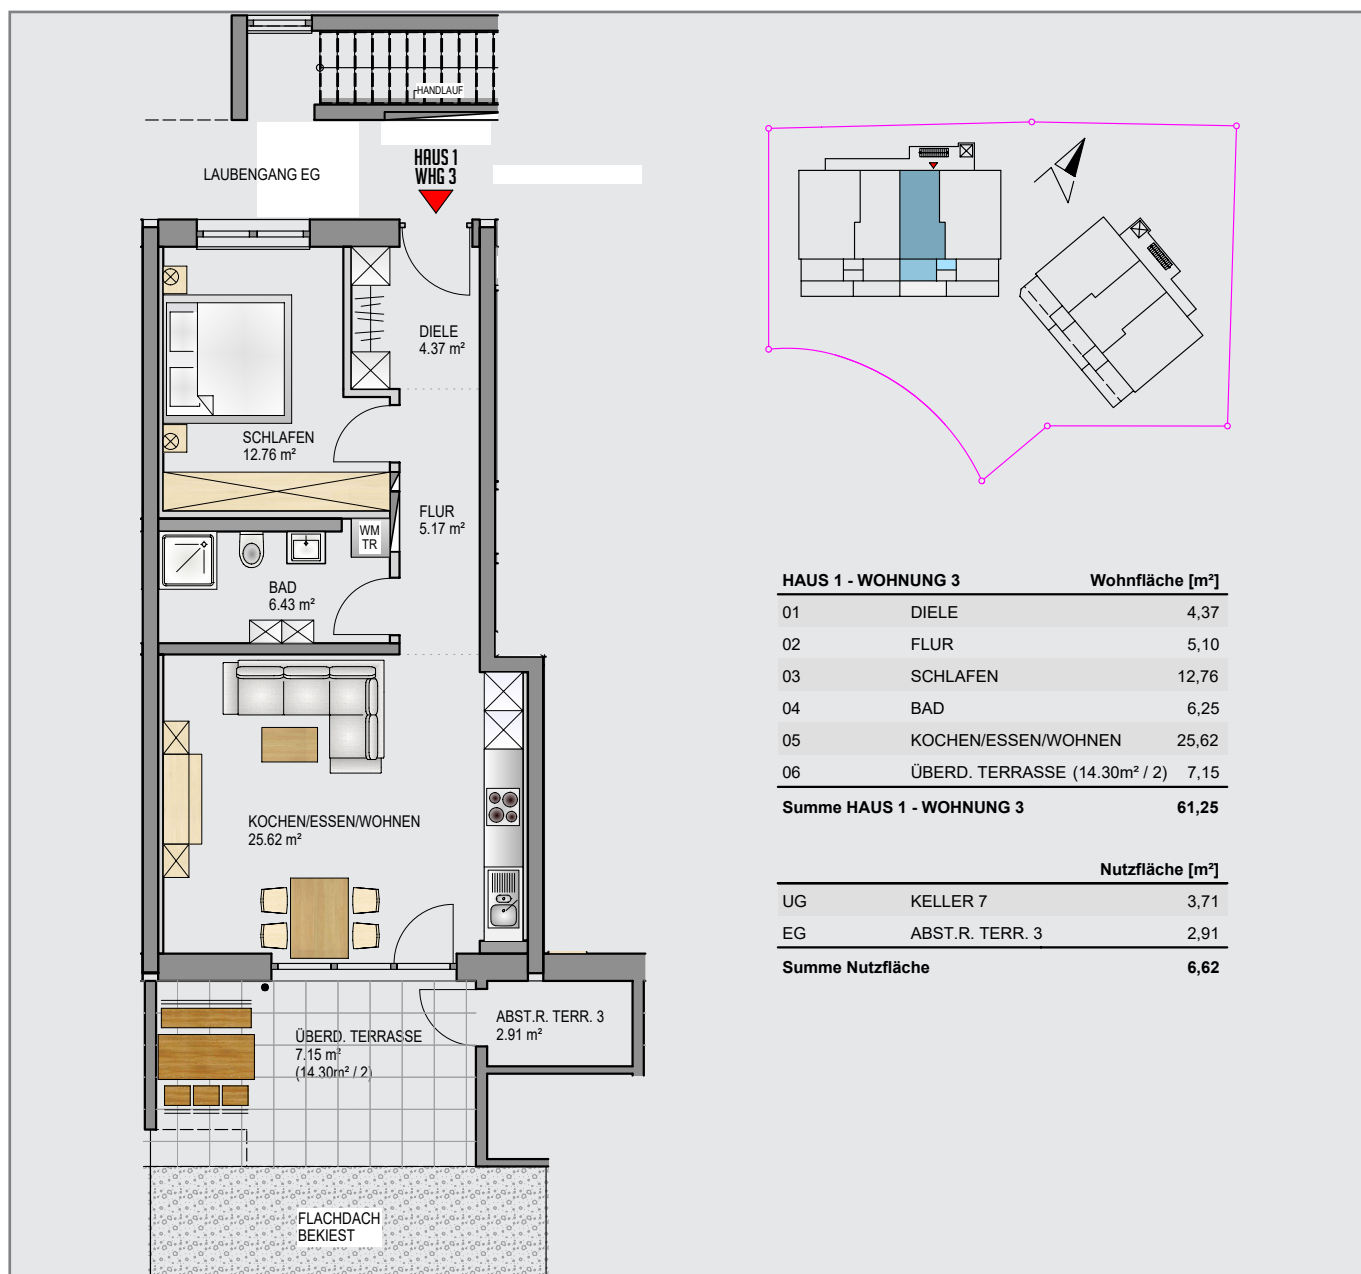 HANDLAUF
LAUBENGANG EG
HAUS 1
WHG 3
DIELE
4.37 m²
SCHLAFEN
12.76 m²
FLUR
5.17 m²
WM
TR
BAD
6.43 m²
KOCHEN/ESSEN/WOHNEN
25.62 m²
ÜBERD. TERRASSE
7.15 m²
(14.30m² / 2)
ABST.R. TERR. 3
2.91 m²
FLACHDACH
BEKIEST
HAUS 1 - WOHNUNG 3 Wohnfläche [m²]
01 DIELE 4,37
02 FLUR 5,10
03 SCHLAFEN 12,76
04 BAD 6,25
05 KOCHEN/ESSEN/WOHNEN 25,62
06 ÜBERD. TERRASSE (14.30m² / 2) 7,15
Summe HAUS 1 - WOHNUNG 3 61,25
Nutzfläche [m²]
UG KELLER 7 3,71
EG ABST.R. TERR. 3 2,91
Summe Nutzfläche 6,62